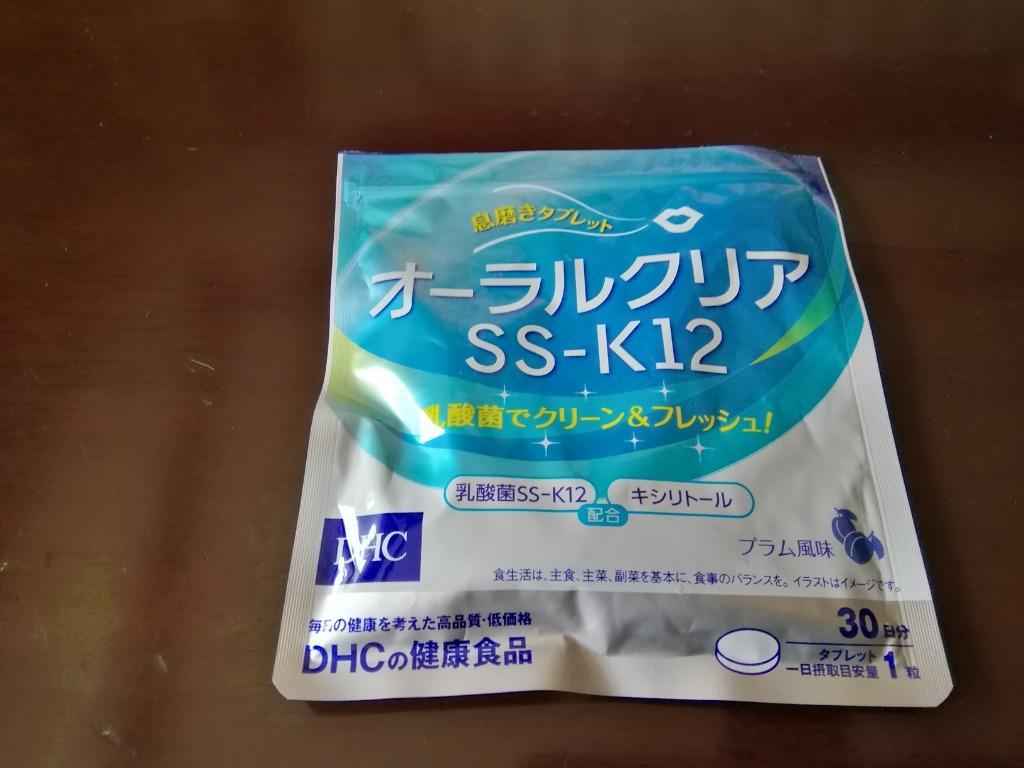 息磨きタブレット
オーラルクリア
SS-K12
乳酸菌でクリーン&フレッシュ!
乳酸菌SS-K12
キシリトール
配合
DHC
プラム風味
食生活は、主食、主菜、副菜を基本に、食事のバランスを。イラストはイメージです。
毎日の健康を考えた高品質・低価格
DHCの健康食品
30日分
タブレット
一日摂取目安量 1粒